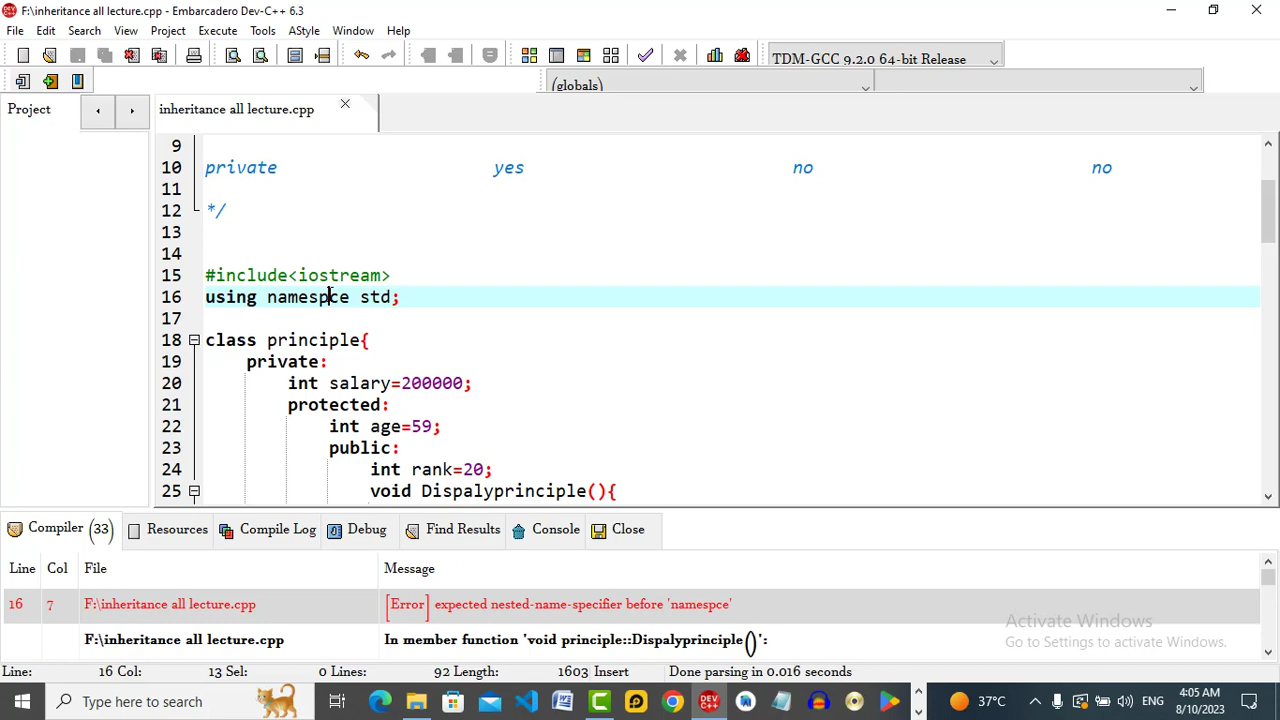 F:\inheritance all lecture.cpp - Embarcadero Dev-C++ 6.3
File Edit Search View Project Execute Tools AStyle Window Help
TDM-GCC 9.2.0 64-bit Release
(globals)
Project
inheritance all lecture.cpp
9
10 private yes no no
11
12 */
13
14
15 #include<iostream>
16 using namespce std;
17
18 class principle{
19 private:
20 int salary=200000;
21 protected:
22 int age=59;
23 public:
24 int rank=20;
25 void Dispalyprinciple(){
Compiler (33) Resources Compile Log Debug Find Results Console Close
Line Col File Message
16 7 F:\inheritance all lecture.cpp [Error] expected nested-name-specifier before 'namespce'
F:\inheritance all lecture.cpp In member function 'void principle::Dispalyprinciple()':
Activate Windows
Go to Settings to activate Windows.
Line: 16 Col: 13 Sel: 0 Lines: 92 Length: 1603 Insert Done parsing in 0.016 seconds
Type here to search
37°C
ENG
4:05 AM
8/10/2023